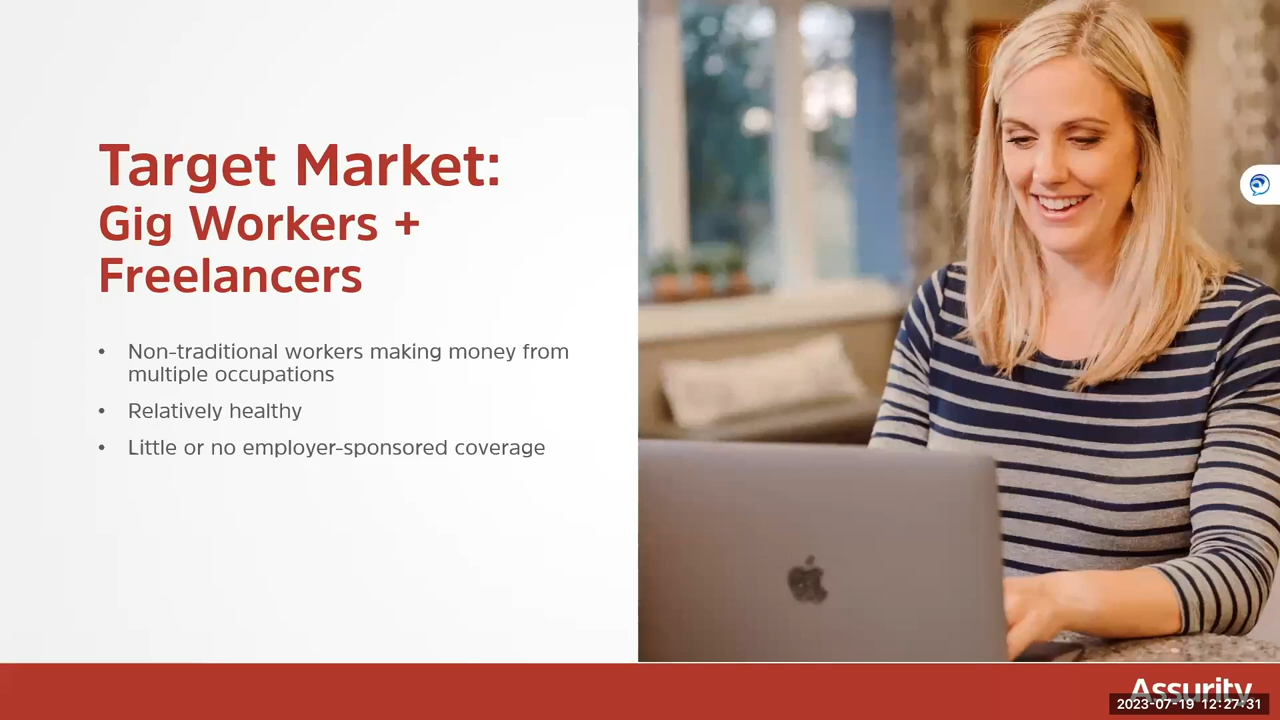 Target Market:
Gig Workers +
Freelancers
• Non-traditional workers making money from
multiple occupations
• Relatively healthy
• Little or no employer-sponsored coverage
Assurity
2023-07-19 12:27:31